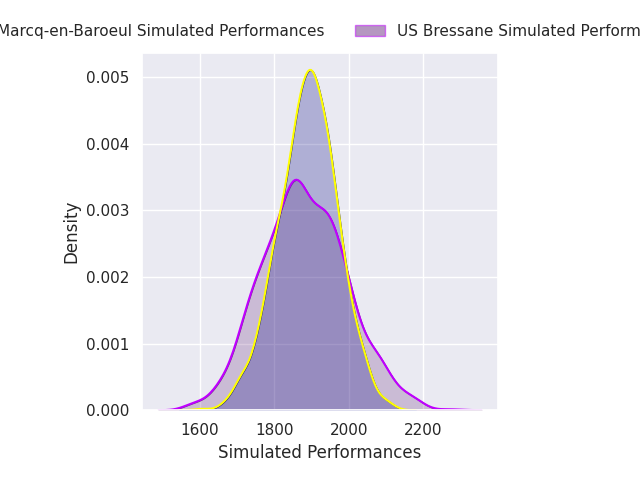 Marcq-en-Baroeul Simulated Performances US Bressane Simulated Perform
0.005
0.004
0.003
0.002
0.001
0.000
Density
1600 1800 2000 2200
Simulated Performances